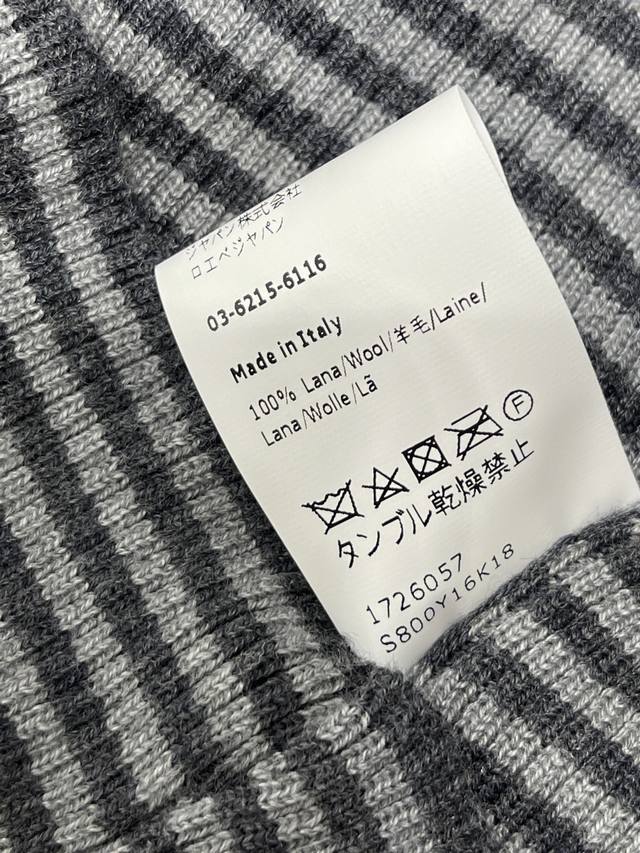 ジャパン株式会社
ロエベジャパン
03-6215-6116
Made in Italy
100% Lana/Wool/羊毛/Laine/
Lana/Wolle/Lã
F
タンブル乾燥禁止
1726057
S800Y16K18